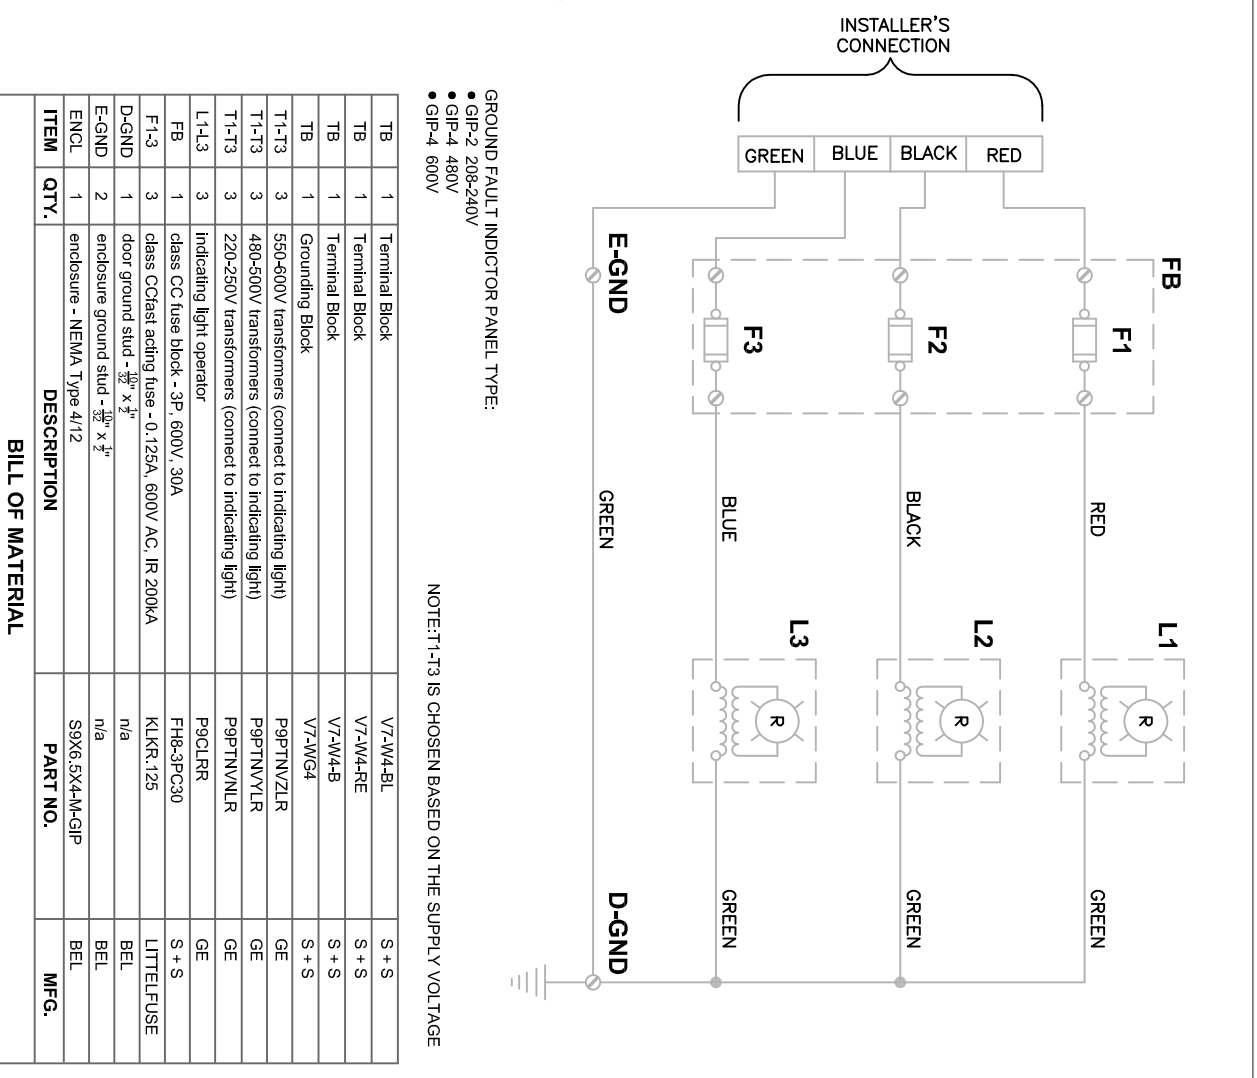 INSTALLER'S
CONNECTION
GREEN BLUE BLACK RED
FB
F1
F2
F3
E-GND
RED
BLACK
BLUE
GREEN
L1
L2
L3
R
R
R
GREEN
GREEN
GREEN
D-GND
GROUND FAULT INDICTOR PANEL TYPE:
● GIP-2 208-240V
● GIP-4 480V
● GIP-4 600V
NOTE:T1-T3 IS CHOSEN BASED ON THE SUPPLY VOLTAGE
TB 1 Terminal Block V7-W4-BL S + S
TB 1 Terminal Block V7-W4-RE S + S
TB 1 Terminal Block V7-W4-B S + S
TB 1 Grounding Block V7-WG4 S + S
T1-T3 3 550-600V transformers (connect to indicating light) P9PTNVZLR GE
T1-T3 3 480-500V transformers (connect to indicating light) P9PTNVYLR GE
T1-T3 3 220-250V transformers (connect to indicating light) P9PTNVNLR GE
L1-L3 3 indicating light operator P9CLRR GE
FB 1 class CC fuse block - 3P, 600V, 30A FH8-3PC30 S + S
F1-3 3 class CCfast acting fuse - 0.125A, 600V AC, IR 200kA KLKR.125 LITTELFUSE
D-GND 1 door ground stud - 10/32" x 1/2" n/a BEL
E-GND 2 enclosure ground stud - 10/32" x 1/2" n/a BEL
ENCL 1 enclosure - NEMA Type 4/12 S9X6.5X4-M-GIP BEL
ITEM QTY. DESCRIPTION PART NO. MFG.
BILL OF MATERIAL